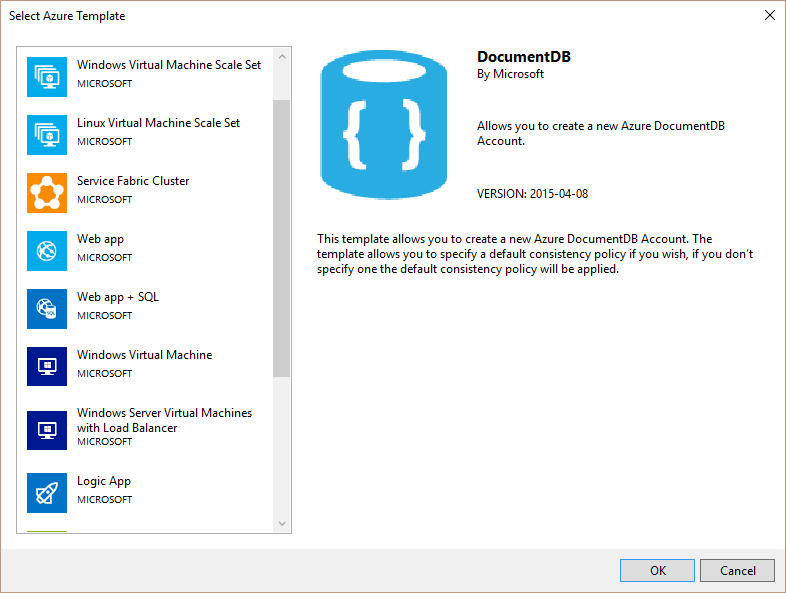 Select Azure Template
Windows Virtual Machine Scale Set
MICROSOFT
Linux Virtual Machine Scale Set
MICROSOFT
Service Fabric Cluster
MICROSOFT
Web app
MICROSOFT
Web app + SQL
MICROSOFT
SQL
Windows Virtual Machine
MICROSOFT
Windows Server Virtual Machines
with Load Balancer
MICROSOFT
Logic App
MICROSOFT
{ }
DocumentDB
By Microsoft
Allows you to create a new Azure DocumentDB
Account.
VERSION: 2015-04-08
This template allows you to create a new Azure DocumentDB Account. The
template allows you to specify a default consistency policy if you wish, if you don't
specify one the default consistency policy will be applied.
OK
Cancel